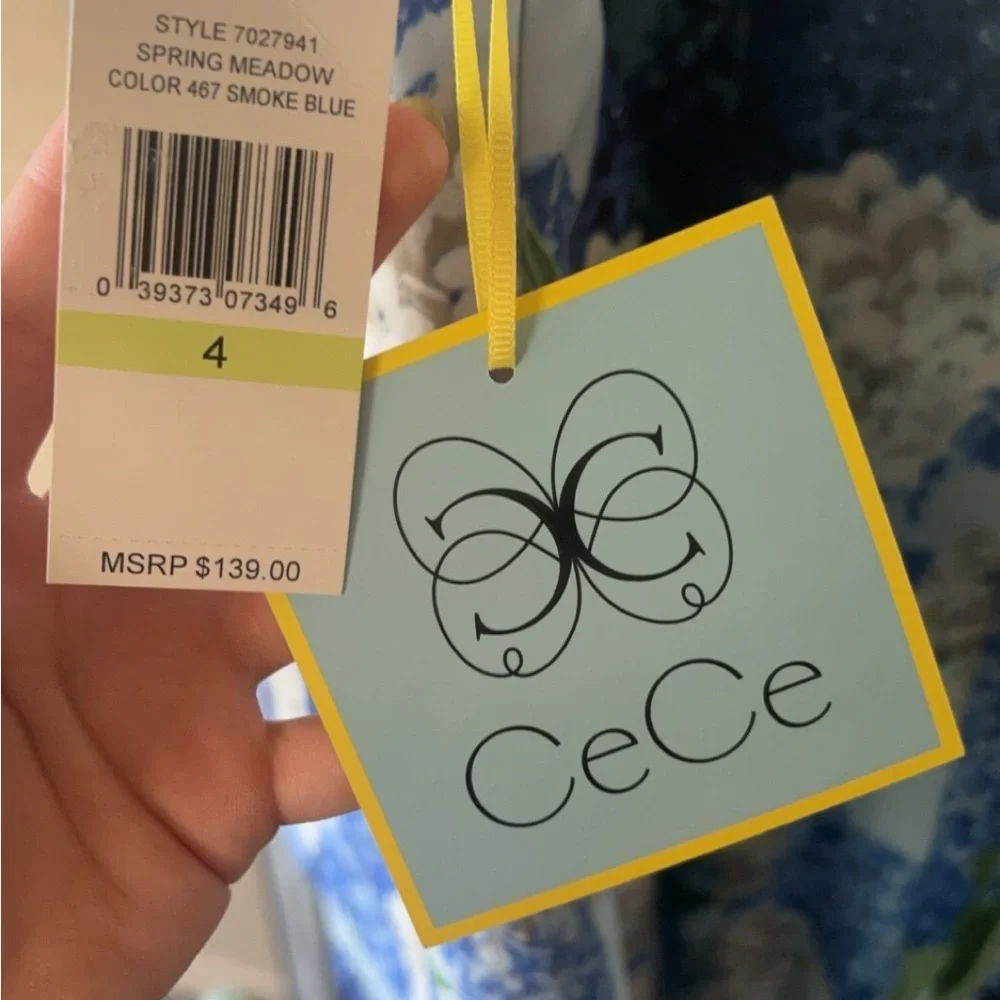 STYLE 7027941
SPRING MEADOW
COLOR 467 SMOKE BLUE
0 39373 07349 6
4
MSRP $139.00
CeCe